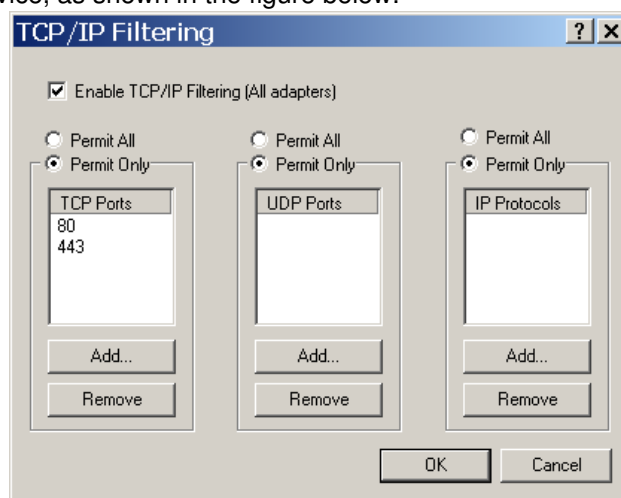 vice, as shown in the figure below.
TCP/IP Filtering
Enable TCP/IP Filtering (All adapters)
Permit All Permit All Permit All
Permit Only Permit Only Permit Only
TCP Ports UDP Ports IP Protocols
80
443
Add... Add... Add...
Remove Remove Remove
OK Cancel